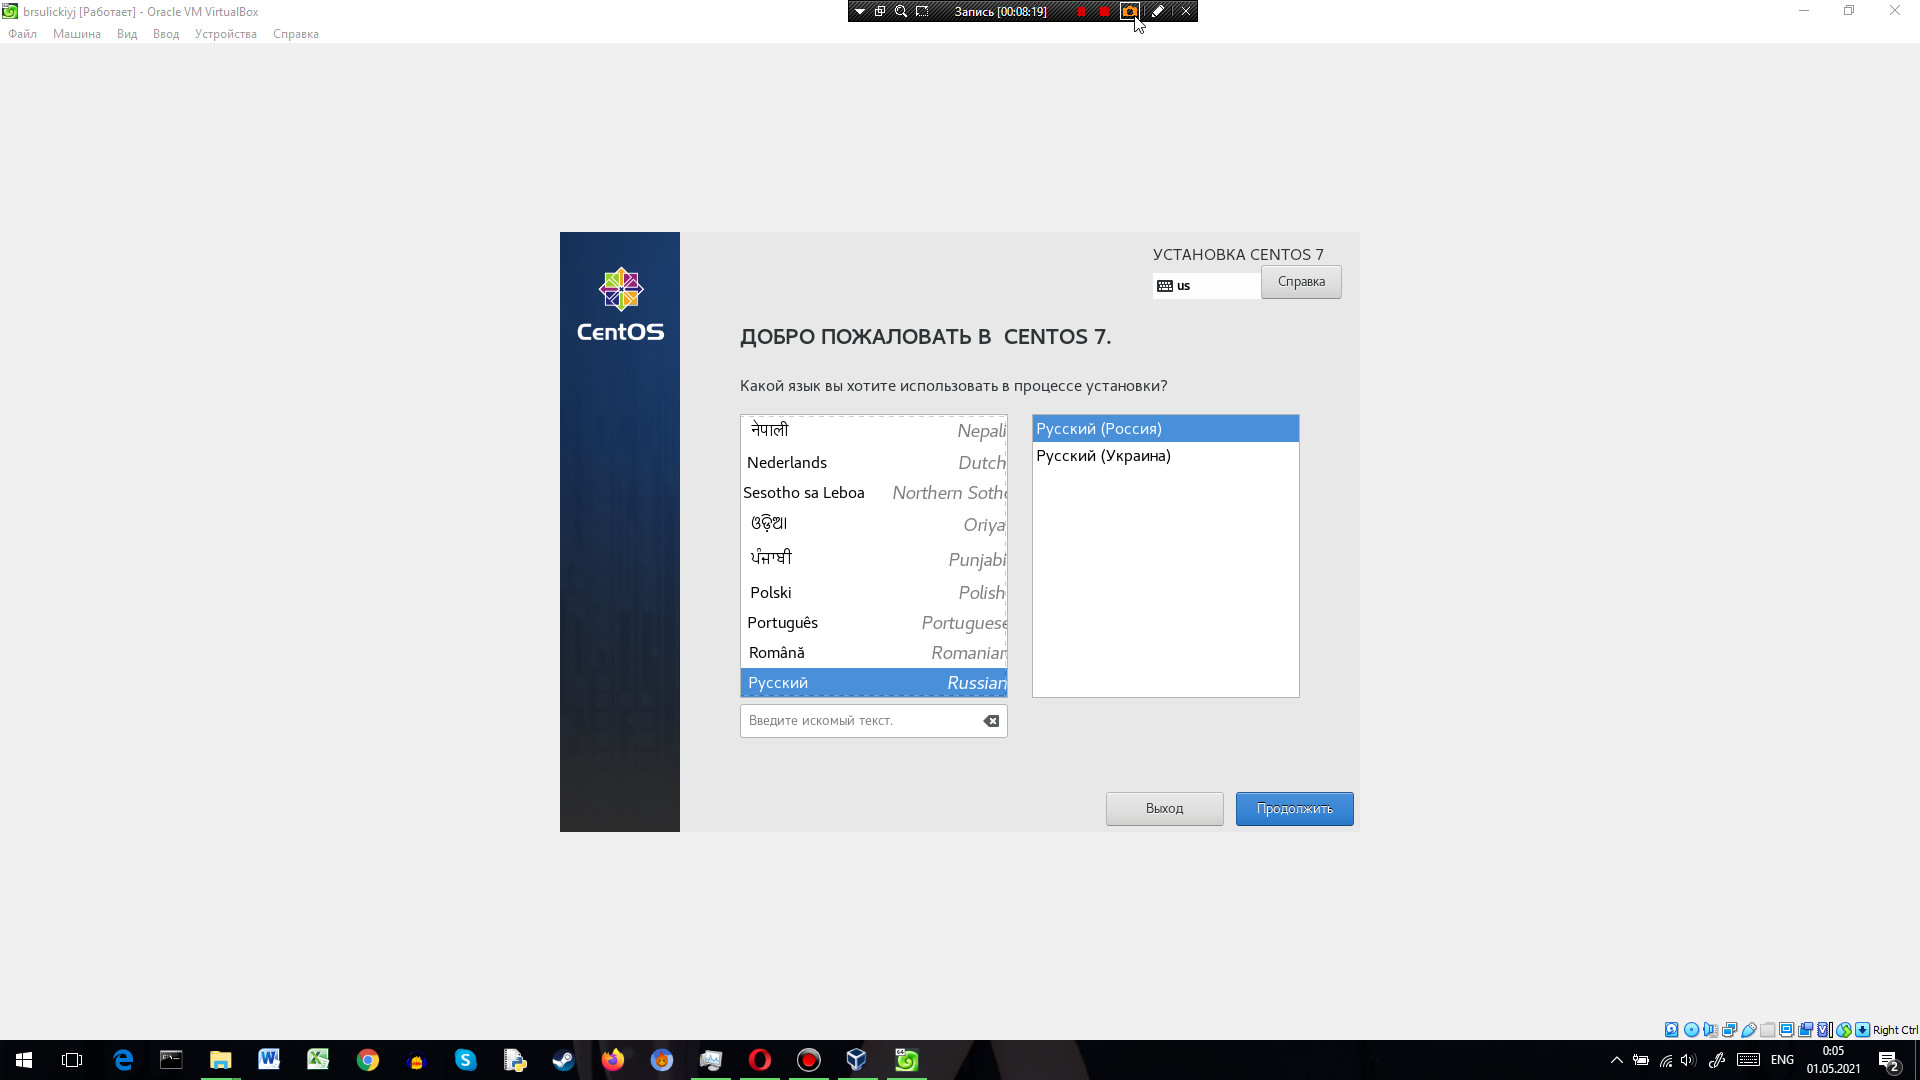 brsulickiyj [Работает] - Oracle VM VirtualBox
Запись [00:08:19]
Файл Машина Вид Ввод Устройства Справка
УСТАНОВКА CENTOS 7
us
Справка
CentOS
ДОБРО ПОЖАЛОВАТЬ В CENTOS 7.
Какой язык вы хотите использовать в процессе установки?
नेपाली Nepali
Nederlands Dutch
Sesotho sa Leboa Northern Sotho
ଓଡ଼ିଆ Oriya
ਪੰਜਾਬੀ Punjabi
Polski Polish
Português Portuguese
Română Romanian
Русский Russian
Русский (Россия)
Русский (Украина)
Введите искомый текст.
Выход
Продолжить
Right Ctrl
ENG
0:05
01.05.2021
2